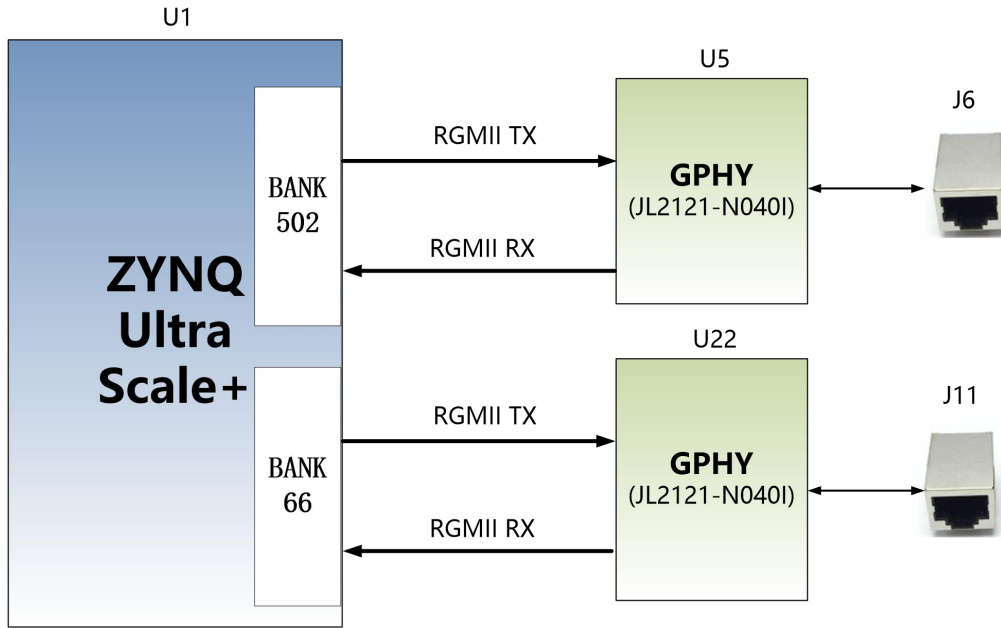 U1
ZYNQ
Ultra
Scale+
BANK
502
BANK
66
RGMII TX
RGMII RX
U5
GPHY
(JL2121-N040I)
J6
RGMII TX
RGMII RX
U22
GPHY
(JL2121-N040I)
J11